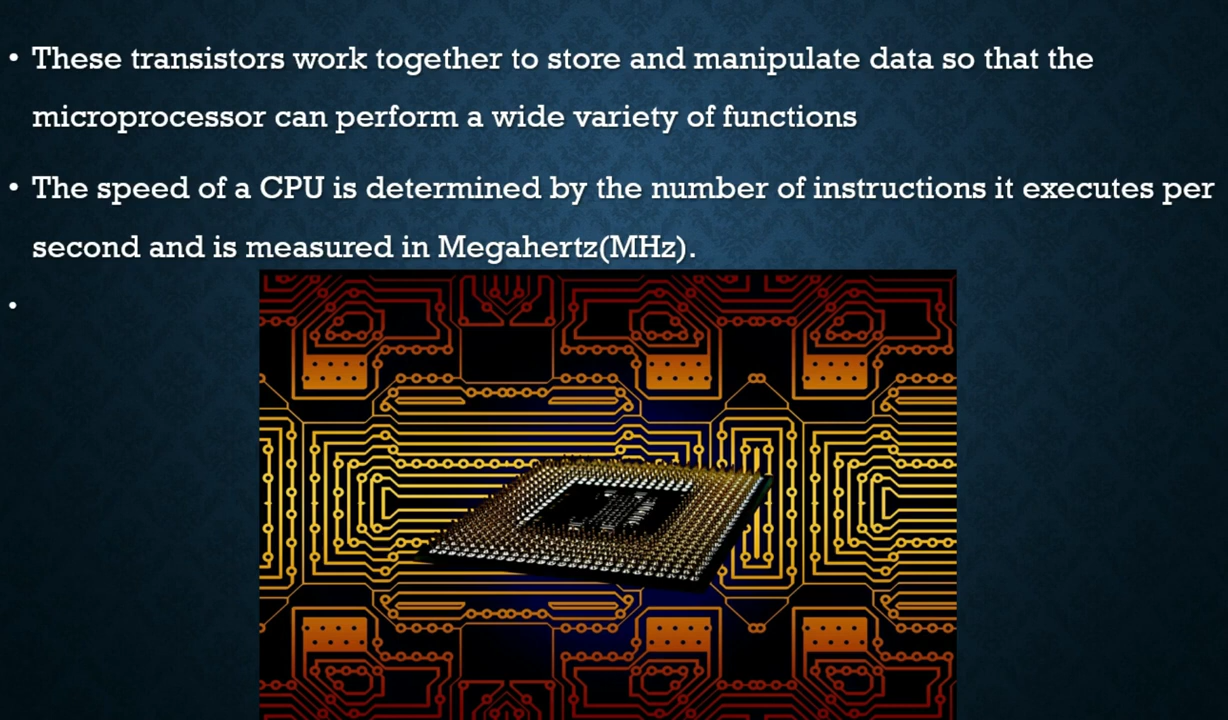 • These transistors work together to store and manipulate data so that the
microprocessor can perform a wide variety of functions
• The speed of a CPU is determined by the number of instructions it executes per
second and is measured in Megahertz(MHz).
•